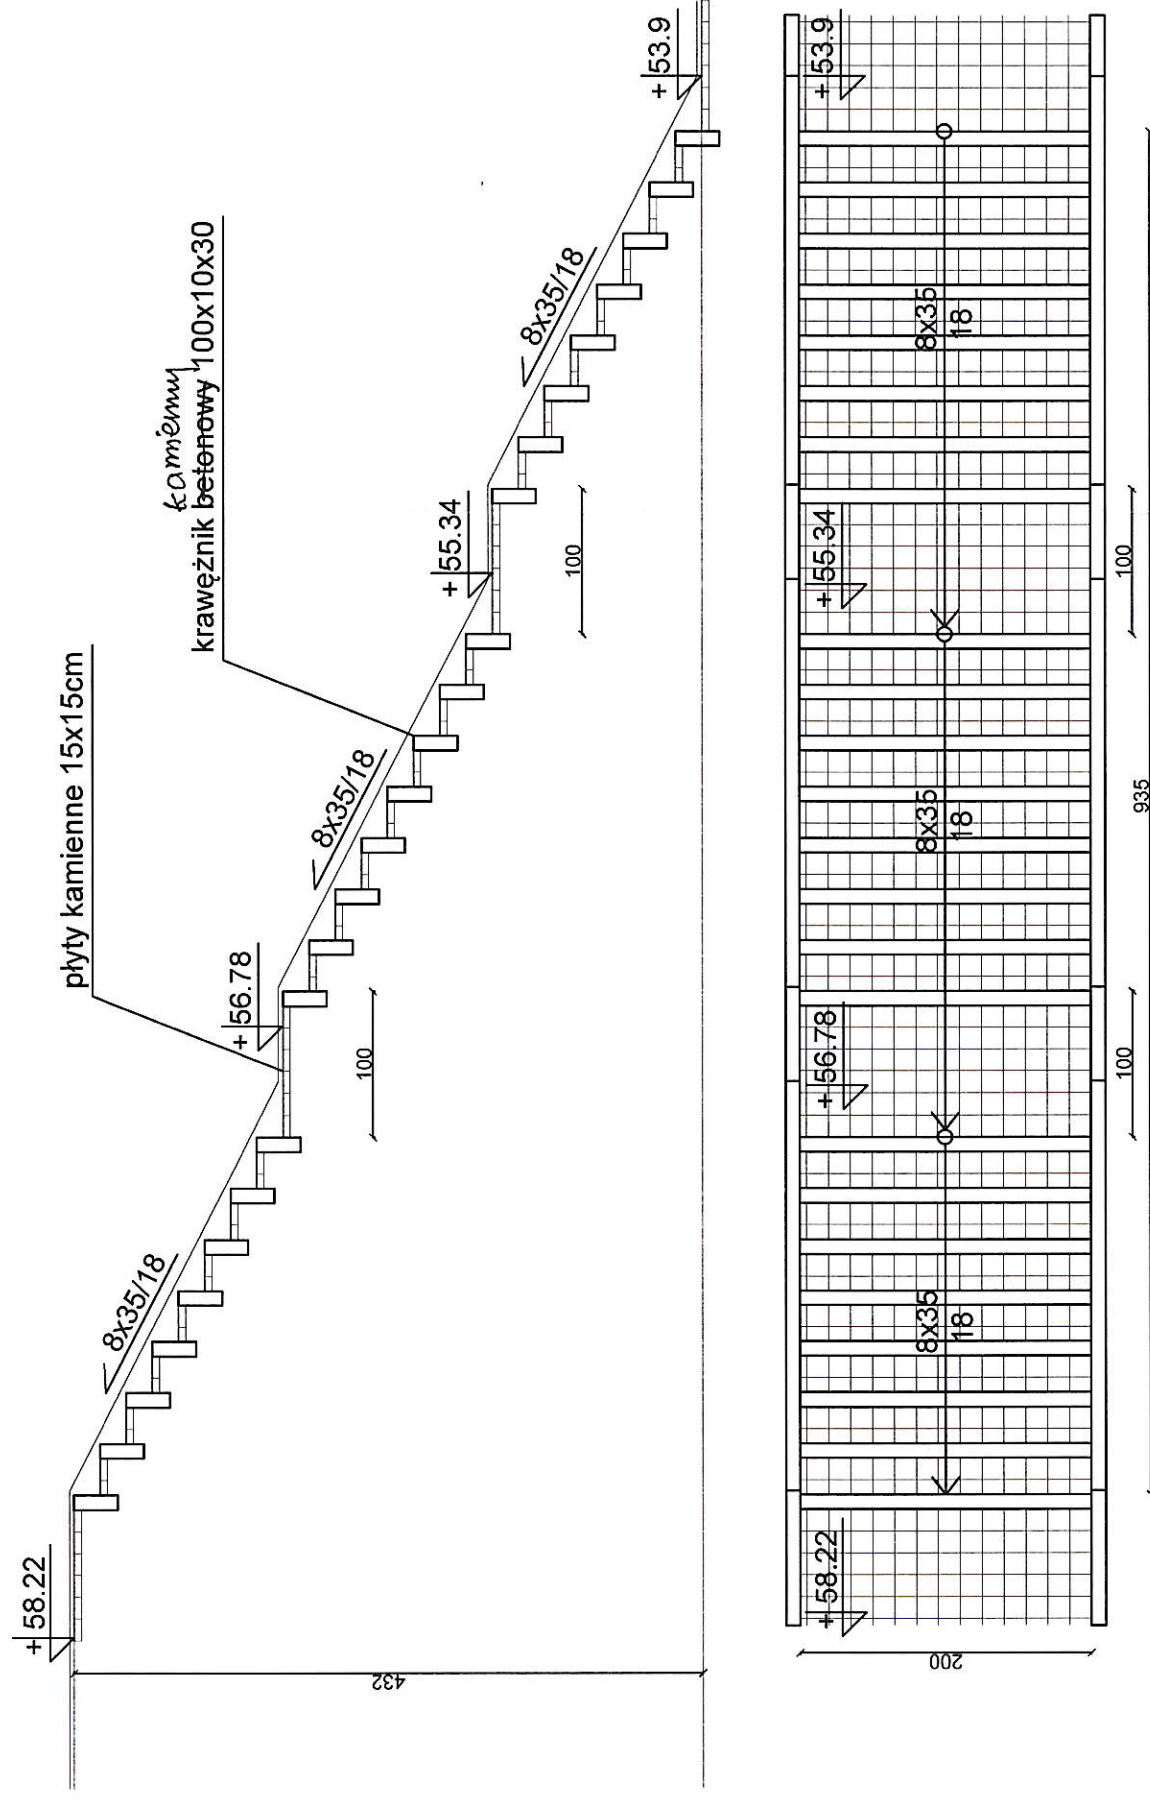 płyty kamienne 15x15cm
kamienny
krawężnik betonowy 100x10x30
+58.22
8x35/18
+56.78
100
8x35/18
+55.34
100
8x35/18
+53.9
432
+58.22
8x35
18
+56.78
8x35
18
+55.34
8x35
18
+53.9
200
100
100
935